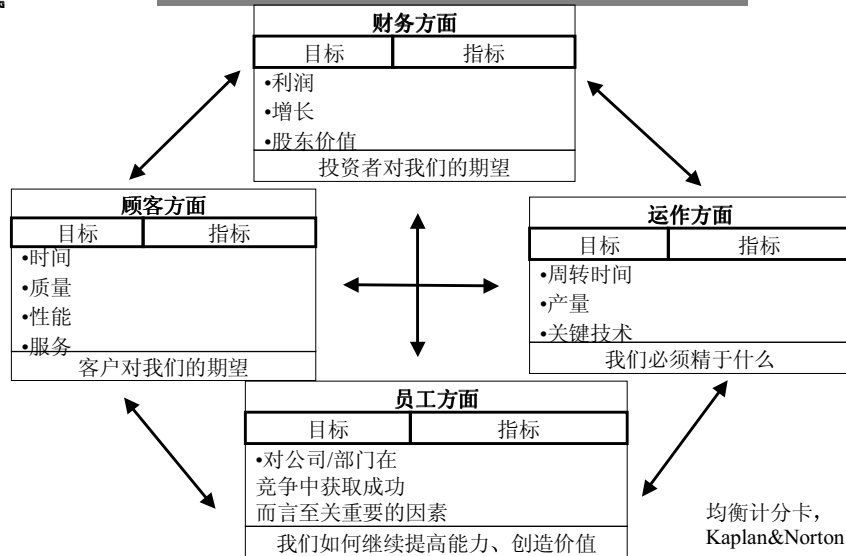 财务方面
目标 指标
•利润
•增长
•股东价值
投资者对我们的期望
顾客方面
目标 指标
•时间
•质量
•性能
•服务
客户对我们的期望
运作方面
目标 指标
•周转时间
•产量
•关键技术
我们必须精于什么
员工方面
目标 指标
•对公司/部门在
竞争中获取成功
而言至关重要的因素
我们如何继续提高能力、创造价值
均衡计分卡，
Kaplan&Norton